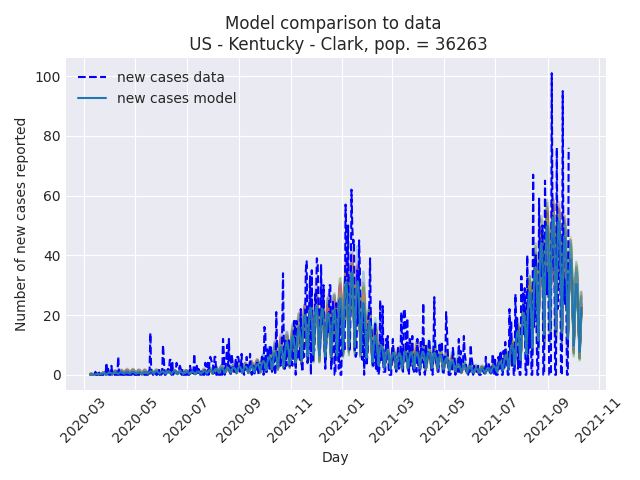 Model comparison to data
US - Kentucky - Clark, pop. = 36263
new cases data
new cases model
Number of new cases reported
100
80
60
40
20
0
2020-03
2020-05
2020-07
2020-09
2020-11
2021-01
2021-03
2021-05
2021-07
2021-09
2021-11
Day